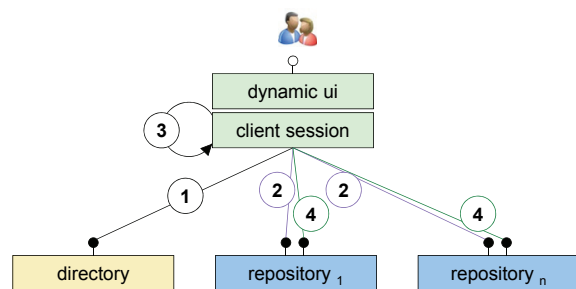 dynamic ui
client session
3
1
2
2
4
4
directory
repository 1
repository n